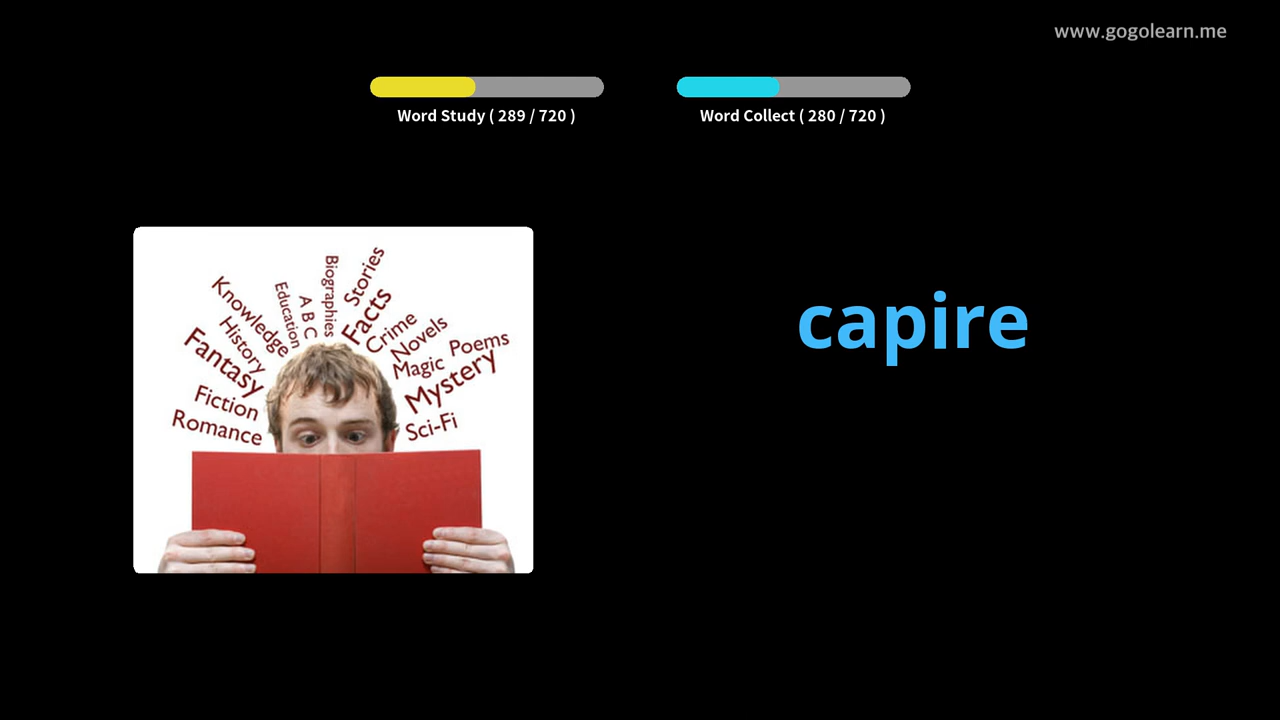 www.gogolearn.me
Word Study ( 289 / 720 )
Word Collect ( 280 / 720 )
Knowledge
Education
A B C
Biographies
Stories
Facts
Crime
Novels
Poems
Magic
Mystery
Sci-Fi
History
Fantasy
Fiction
Romance
capire